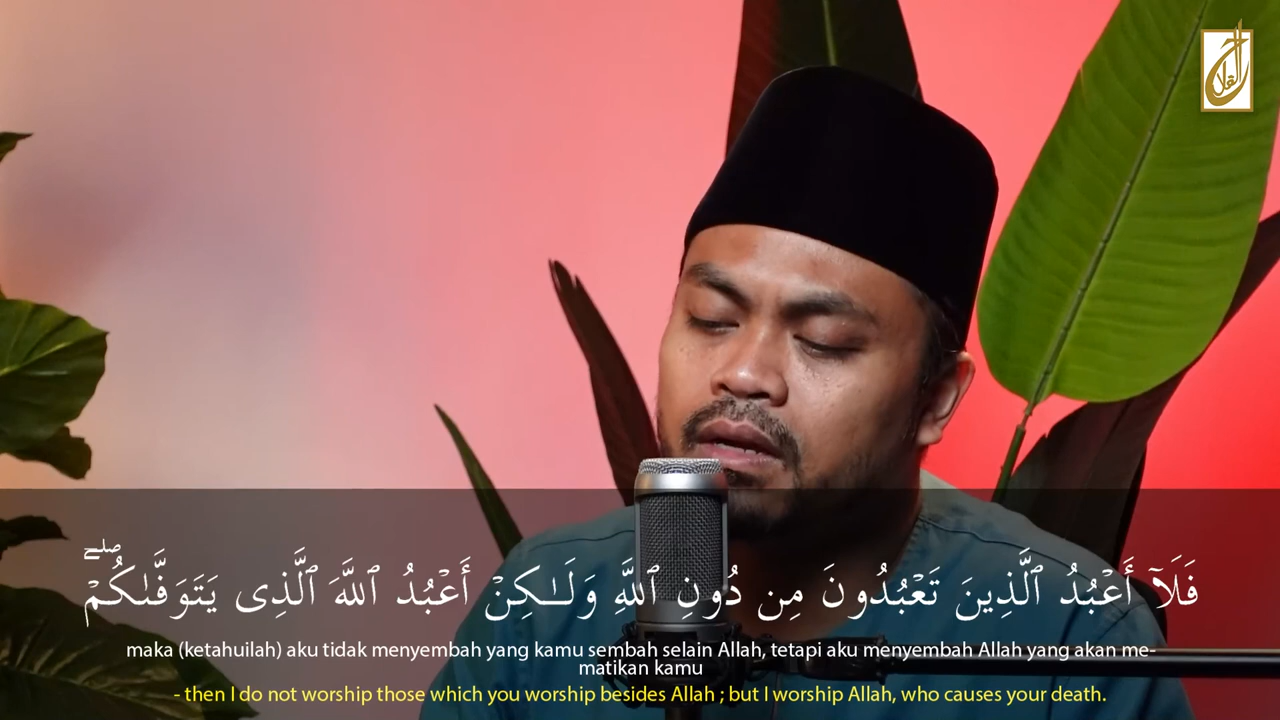 فَلَآ أَعْبُدُ ٱلَّذِينَ تَعْبُدُونَ مِن دُونِ ٱللَّهِ وَلَـٰكِنْ أَعْبُدُ ٱللَّهَ ٱلَّذِى يَتَوَفَّىٰكُمْ ۖ
maka (ketahuilah) aku tidak menyembah yang kamu sembah selain Allah, tetapi aku menyembah Allah yang akan me-
matikan kamu
- then I do not worship those which you worship besides Allah ; but I worship Allah, who causes your death.